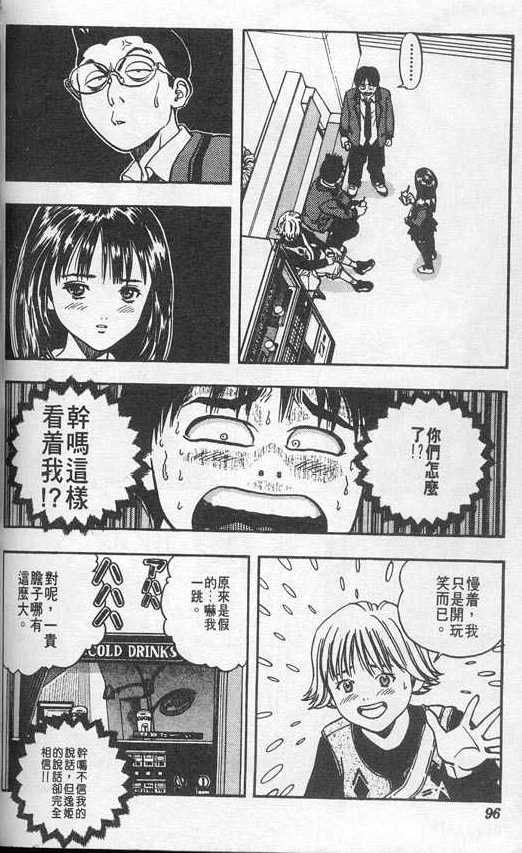 …………
你們怎麼
了!?
幹嗎這樣
看着我!?
慢着，我
只是開玩
笑而已。
原來是假
的…嚇我
一跳。
アハハ
ハハハ
對呢，一貴
膽子哪有
這麼大。
COLD DRINKS
幹嗎不信我的
說話，但逸姫
的說話卻完全
相信!!
96